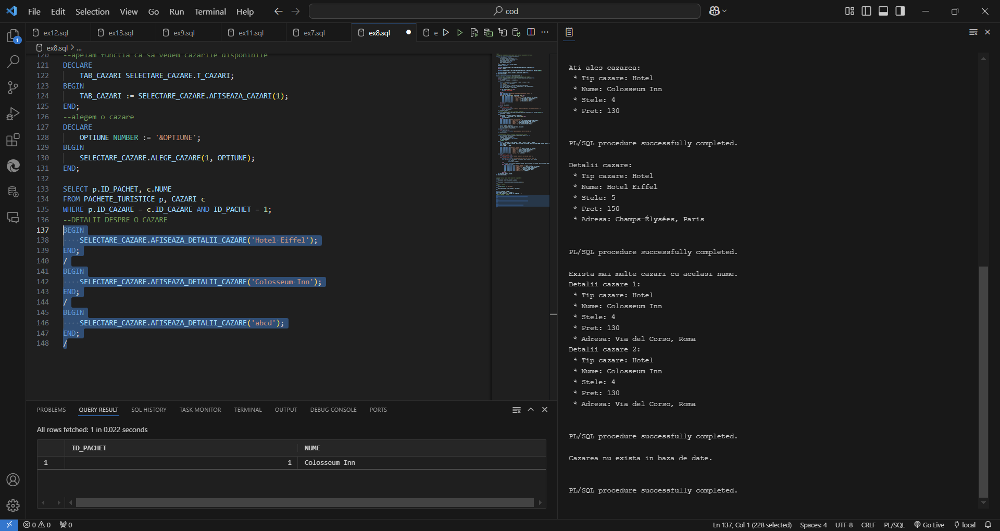 File Edit Selection View Go Run Terminal Help
cod
ex12.sql
ex13.sql
ex9.sql
ex11.sql
ex7.sql
ex8.sql
e
1
ex8.sql > ...
120 --apelam functia ca sa vedem cazarile disponibile
121 DECLARE
122 TAB_CAZARI SELECTARE_CAZARE.T_CAZARI;
123 BEGIN
124 TAB_CAZARI := SELECTARE_CAZARE.AFISEAZA_CAZARI(1);
125 END;
126 --alegem o cazare
127 DECLARE
128 OPTIUNE NUMBER := '&OPTIUNE';
129 BEGIN
130 SELECTARE_CAZARE.ALEGE_CAZARE(1, OPTIUNE);
131 END;
132
133 SELECT p.ID_PACHET, c.NUME
134 FROM PACHETE_TURISTICE p, CAZARI c
135 WHERE p.ID_CAZARE = c.ID_CAZARE AND ID_PACHET = 1;
136 --DETALII DESPRE O CAZARE
137 BEGIN
138 SELECTARE_CAZARE.AFISEAZA_DETALII_CAZARE('Hotel Eiffel');
139 END;
140 /
141 BEGIN
142 SELECTARE_CAZARE.AFISEAZA_DETALII_CAZARE('Colosseum Inn');
143 END;
144 /
145 BEGIN
146 SELECTARE_CAZARE.AFISEAZA_DETALII_CAZARE('abcd');
147 END;
148 /
PROBLEMS QUERY RESULT SQL HISTORY TASK MONITOR TERMINAL OUTPUT DEBUG CONSOLE PORTS
All rows fetched: 1 in 0.022 seconds
ID_PACHET NUME
1 1 Colosseum Inn
Ati ales cazarea:
* Tip cazare: Hotel
* Nume: Colosseum Inn
* Stele: 4
* Pret: 130
PL/SQL procedure successfully completed.
Detalii cazare:
* Tip cazare: Hotel
* Nume: Hotel Eiffel
* Stele: 5
* Pret: 150
* Adresa: Champs-Élysées, Paris
PL/SQL procedure successfully completed.
Exista mai multe cazari cu acelasi nume.
Detalii cazare 1:
* Tip cazare: Hotel
* Nume: Colosseum Inn
* Stele: 4
* Pret: 130
* Adresa: Via del Corso, Roma
Detalii cazare 2:
* Tip cazare: Hotel
* Nume: Colosseum Inn
* Stele: 4
* Pret: 130
* Adresa: Via del Corso, Roma
PL/SQL procedure successfully completed.
Cazarea nu exista in baza de date.
PL/SQL procedure successfully completed.
0 0 0
Ln 137, Col 1 (228 selected) Spaces: 4 UTF-8 CRLF PL/SQL Go Live local